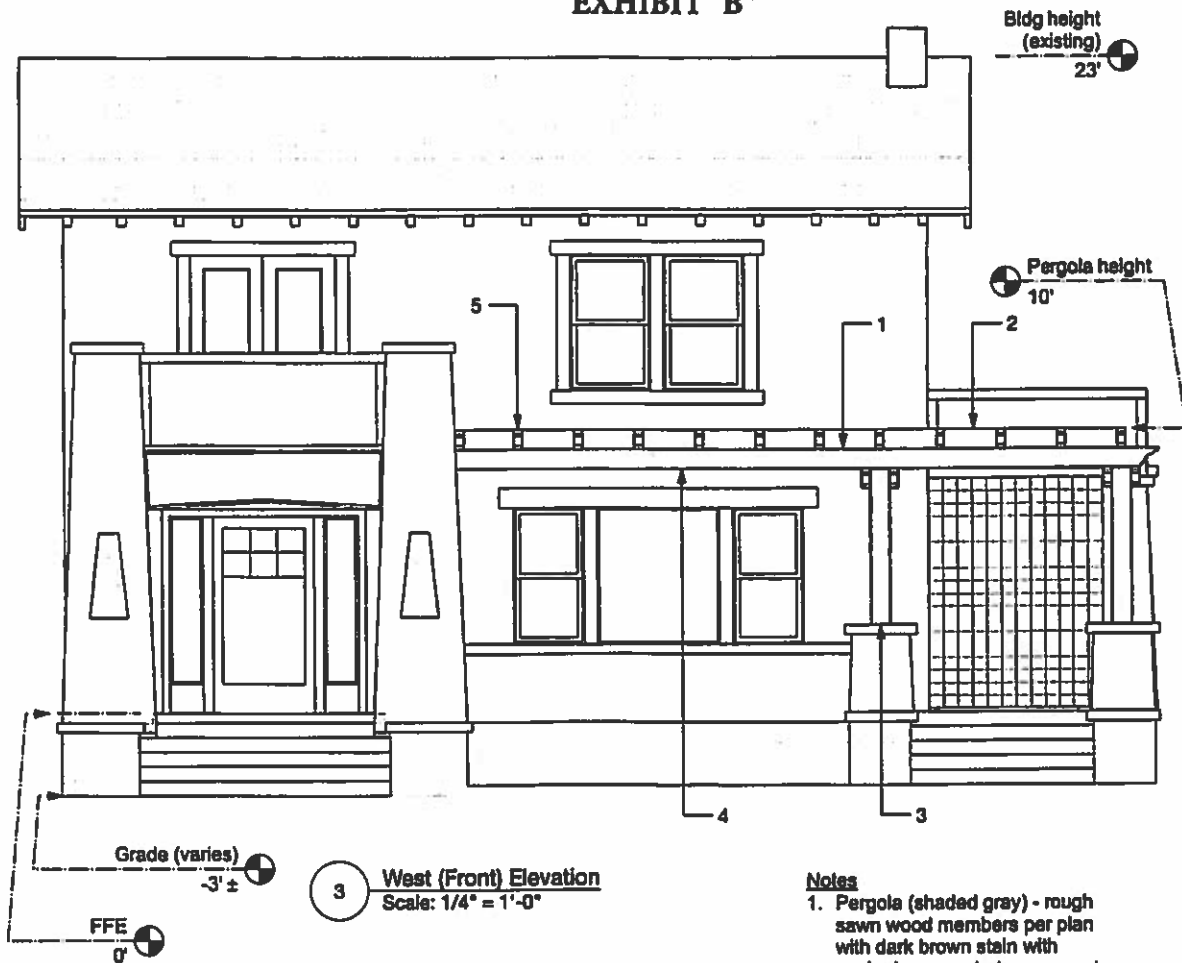 EXHIBIT "B"
Bldg height
(existing)
23'
Pergola height
10'
5
1
2
4
3
Grade (varies)
-3' ±
FFE
0'
3
West (Front) Elevation
Scale: 1/4" = 1'-0"
Notes
1. Pergola (shaded gray) - rough
sawn wood members per plan
with dark brown stain with